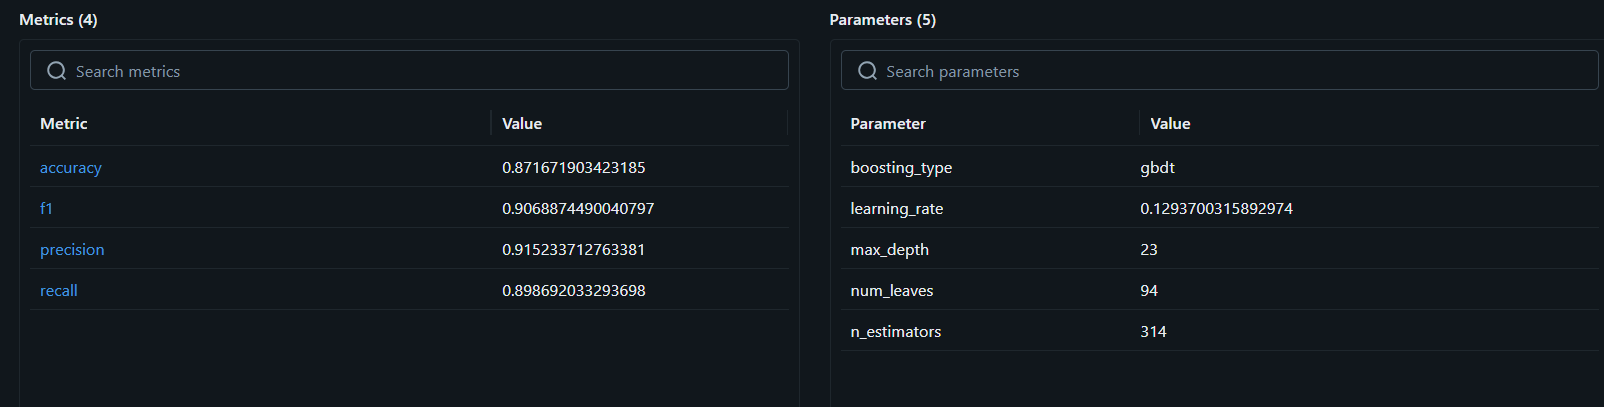 Metrics (4)
Search metrics
Metric Value
accuracy 0.871671903423185
f1 0.9068874490040797
precision 0.915233712763381
recall 0.898692033293698
Parameters (5)
Search parameters
Parameter Value
boosting_type gbdt
learning_rate 0.1293700315892974
max_depth 23
num_leaves 94
n_estimators 314